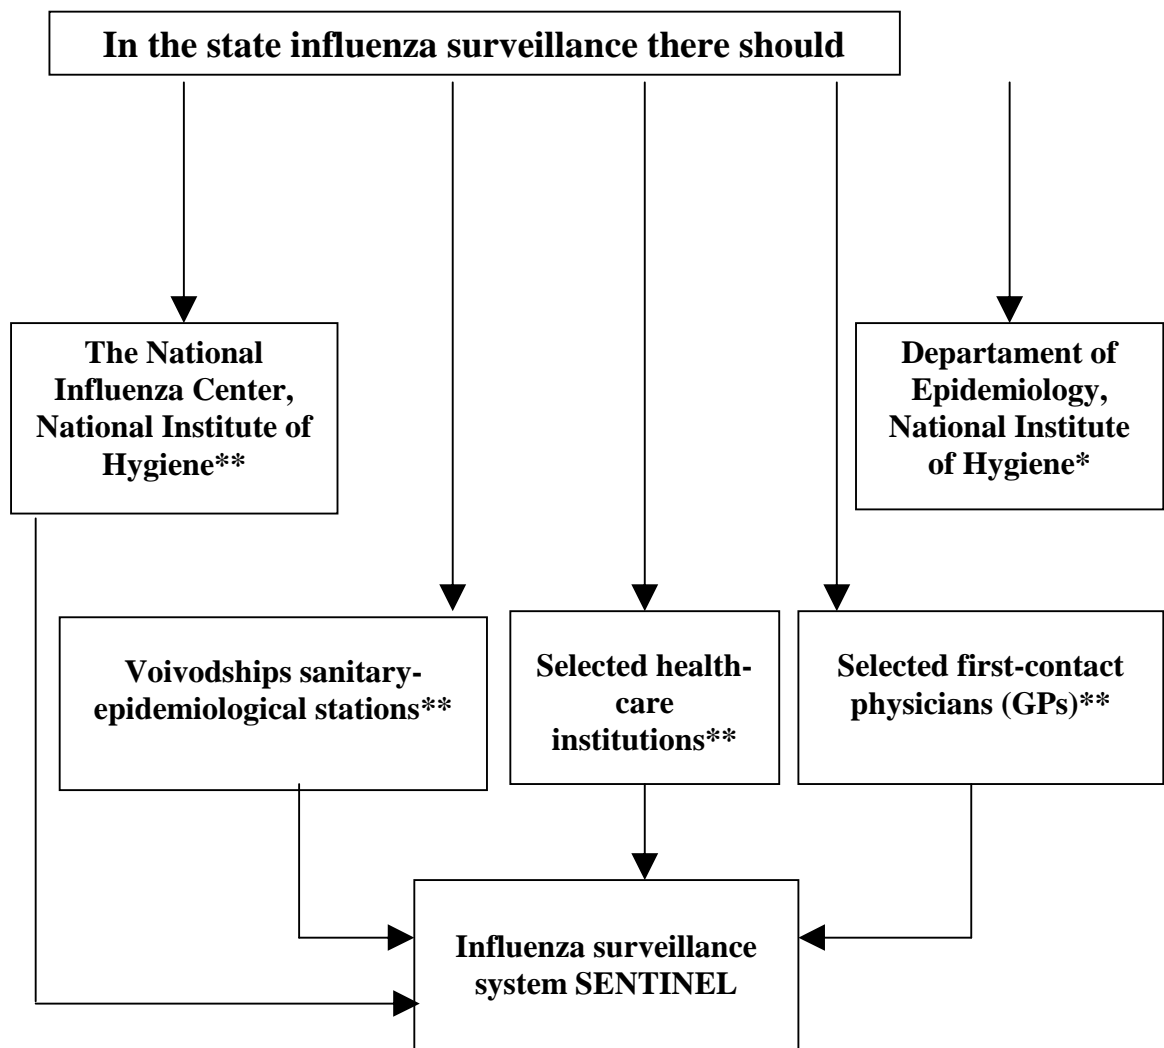 In the state influenza surveillance there should
The National
Influenza Center,
National Institute of
Hygiene**
Departament of
Epidemiology,
National Institute
of Hygiene*
Voivodships sanitary-
epidemiological stations**
Selected health-
care
institutions**
Selected first-contact
physicians (GPs)**
Influenza surveillance
system SENTINEL